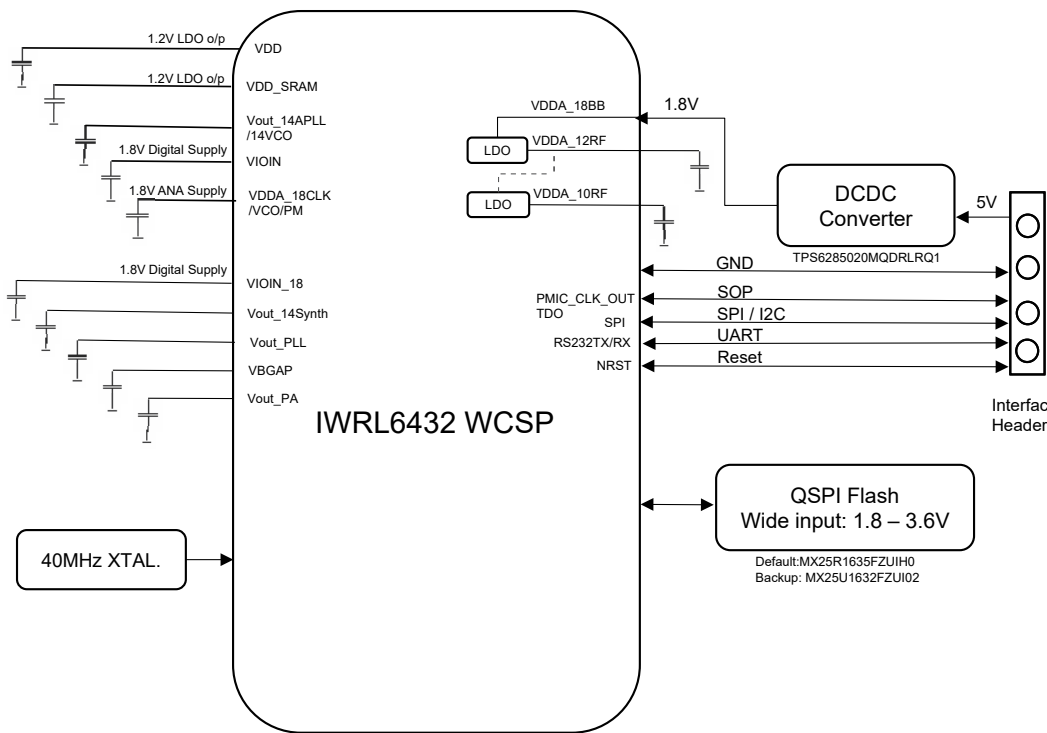 1.2V LDO o/p
VDD
1.2V LDO o/p
VDD_SRAM
Vout_14APLL
/14VCO
1.8V Digital Supply
VIOIN
1.8V ANA Supply
VDDA_18CLK
/VCO/PM
1.8V Digital Supply
VIOIN_18
Vout_14Synth
Vout_PLL
VBGAP
Vout_PA
IWRL6432 WCSP
40MHz XTAL.
VDDA_18BB
1.8V
LDO
VDDA_12RF
LDO
VDDA_10RF
DCDC
Converter
TPS6285020MQDRLRQ1
5V
GND
PMIC_CLK_OUT
SOP
TDO
SPI
SPI / I2C
RS232TX/RX
UART
NRST
Reset
Interfac
Header
QSPI Flash
Wide input: 1.8 – 3.6V
Default:MX25R1635FZUIH0
Backup: MX25U1632FZUI02